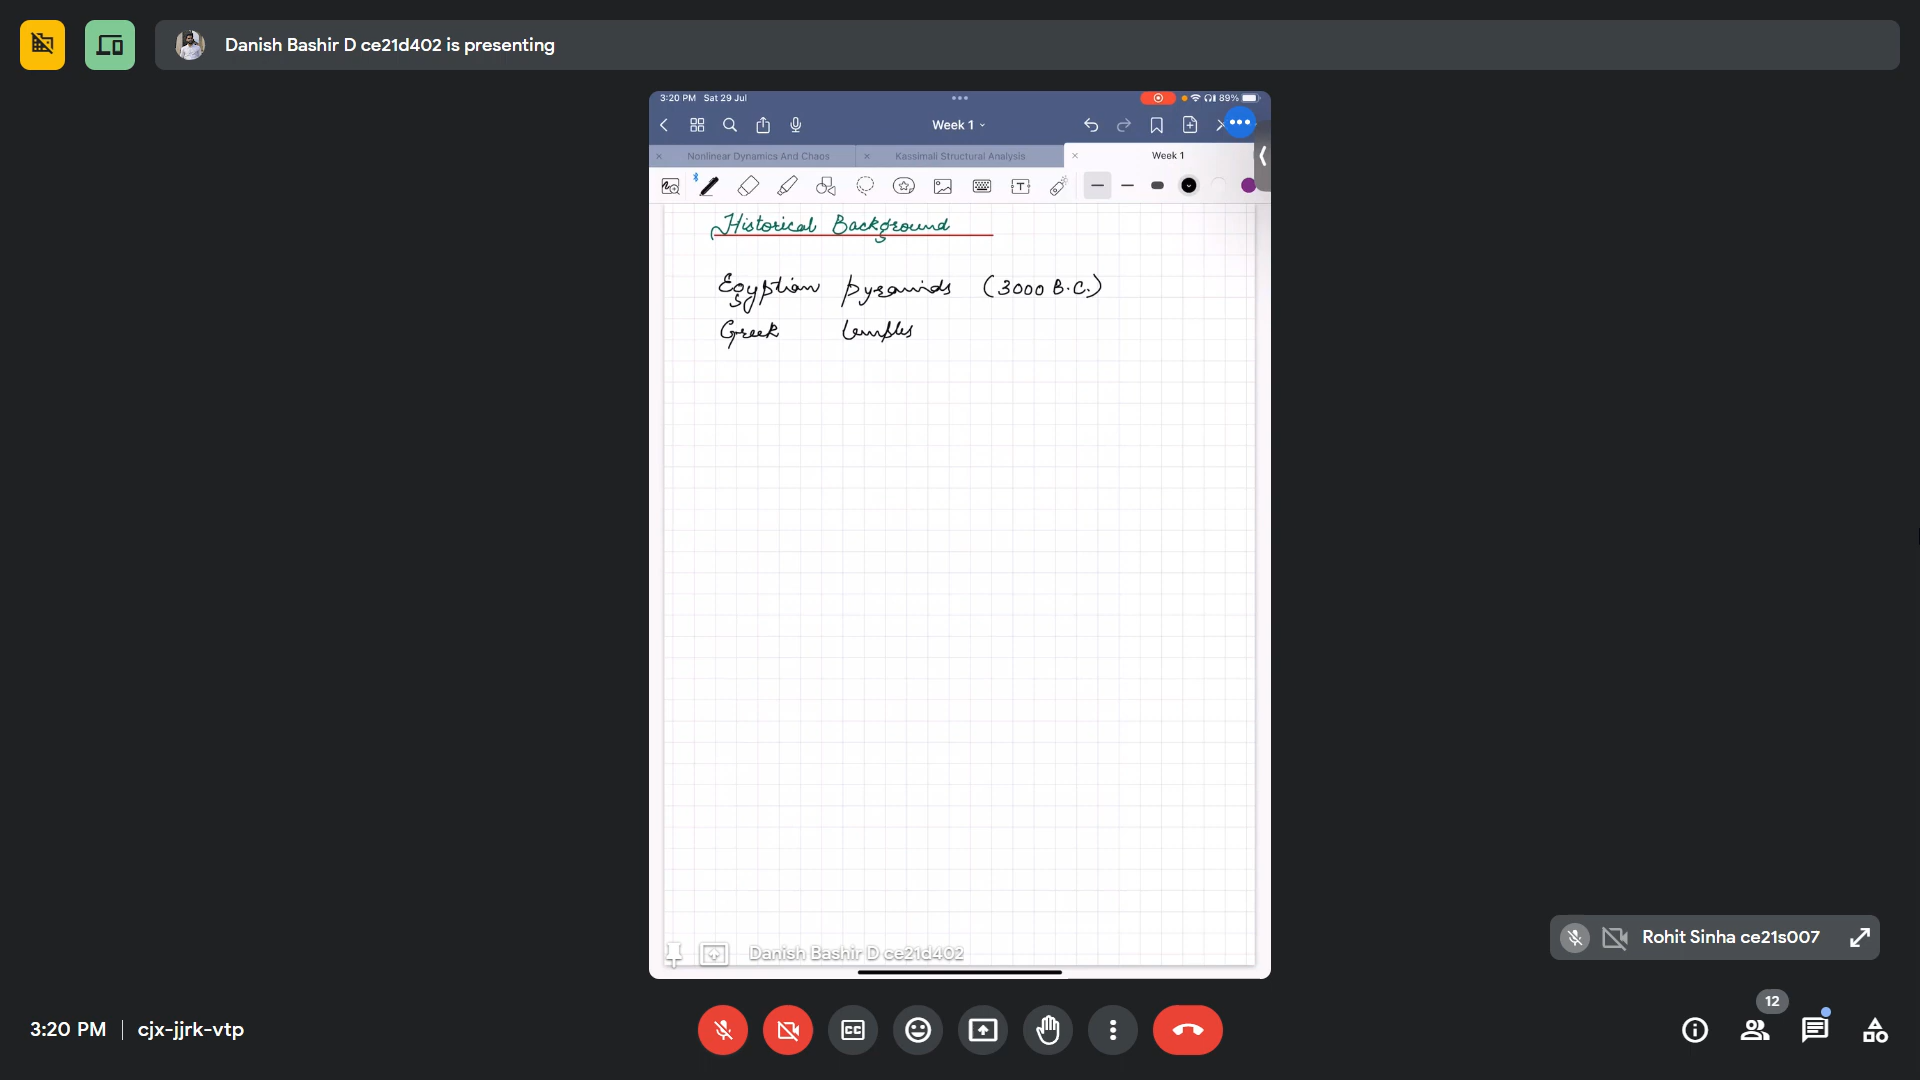 Danish Bashir D ce21d402 is presenting
3:20 PM Sat 29 Jul
89%
Week 1
Nonlinear Dynamics And Chaos
Kassimali Structural Analysis
Week 1
Historical Background
Egyptian pyramids (3000 B.C.)
Greek temples
Danish Bashir D ce21d402
Rohit Sinha ce21s007
12
3:20 PM | cjx-jjrk-vtp